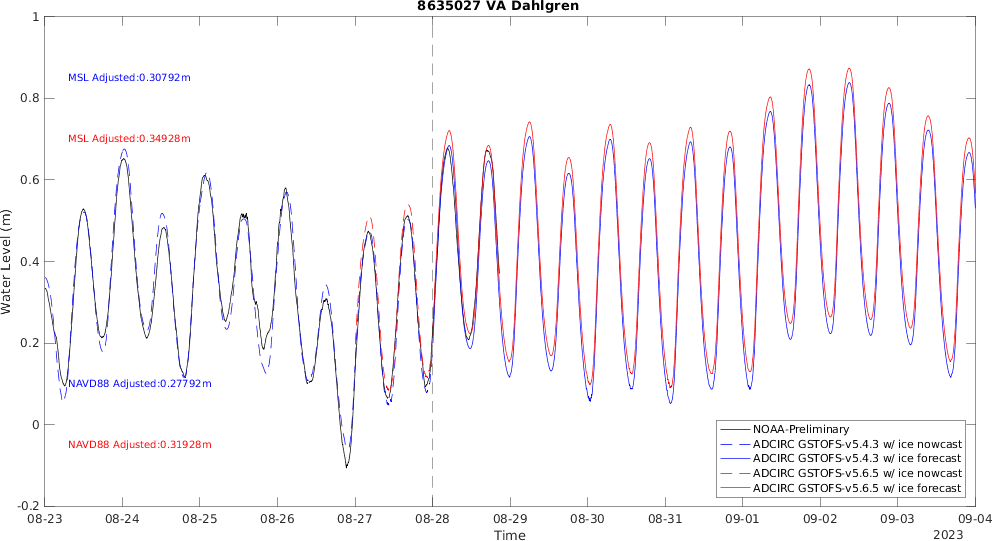 8635027 VA Dahlgren
1
0.8
0.6
0.4
0.2
0
-0.2
Water Level (m)
MSL Adjusted:0.30792m
MSL Adjusted:0.34928m
NAVD88 Adjusted:0.27792m
NAVD88 Adjusted:0.31928m
NOAA-Preliminary
ADCIRC GSTOFS-v5.4.3 w/ ice nowcast
ADCIRC GSTOFS-v5.4.3 w/ ice forecast
ADCIRC GSTOFS-v5.6.5 w/ ice nowcast
ADCIRC GSTOFS-v5.6.5 w/ ice forecast
08-23 08-24 08-25 08-26 08-27 08-28 08-29 08-30 08-31 09-01 09-02 09-03 09-04
Time
2023